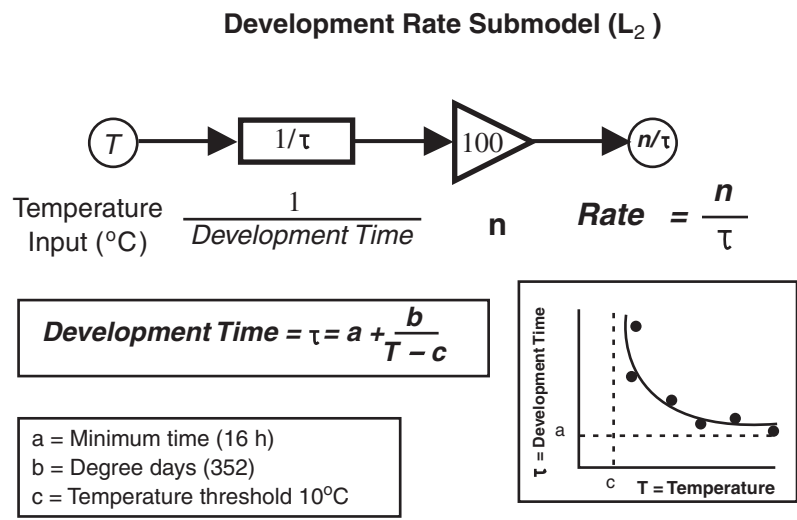 Development Rate Submodel (L₂ )
T
1/τ
100
n/τ
Temperature
Input (°C)
1
Development Time
n
Rate = n
τ
Development Time = τ = a + b
T – c
a = Minimum time (16 h)
b = Degree days (352)
c = Temperature threshold 10°C
τ = Development Time
a
c
T = Temperature